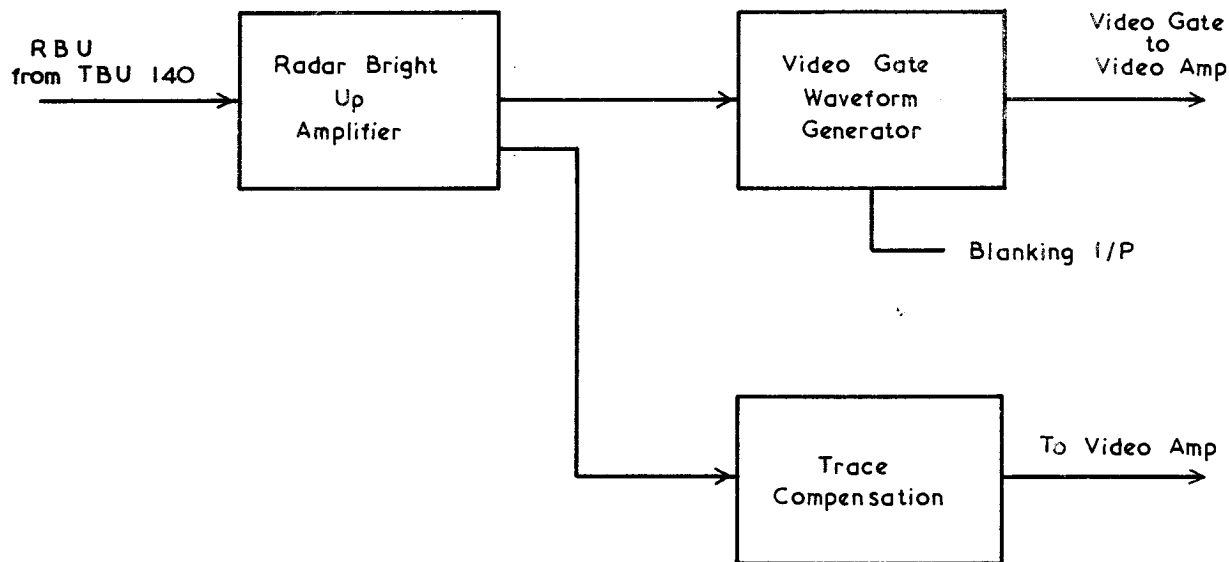 RBU
from TBU 140
Radar Bright
Up
Amplifier
Video Gate
Waveform
Generator
Video Gate
to
Video Amp
Blanking I/P
Trace
Compensation
To Video Amp